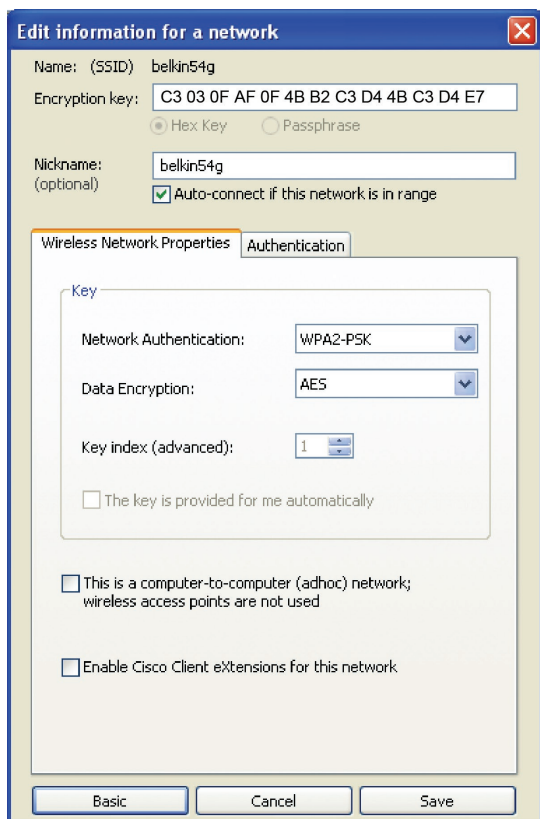 Edit information for a network
Name: (SSID) belkin54g
Encryption key: C3 03 0F AF 0F 4B B2 C3 D4 4B C3 D4 E7
Hex Key Passphrase
Nickname: belkin54g
(optional)
Auto-connect if this network is in range
Wireless Network Properties Authentication
Key
Network Authentication: WPA2-PSK
Data Encryption: AES
Key index (advanced): 1
The key is provided for me automatically
This is a computer-to-computer (adhoc) network;
wireless access points are not used
Enable Cisco Client eXtensions for this network
Basic Cancel Save